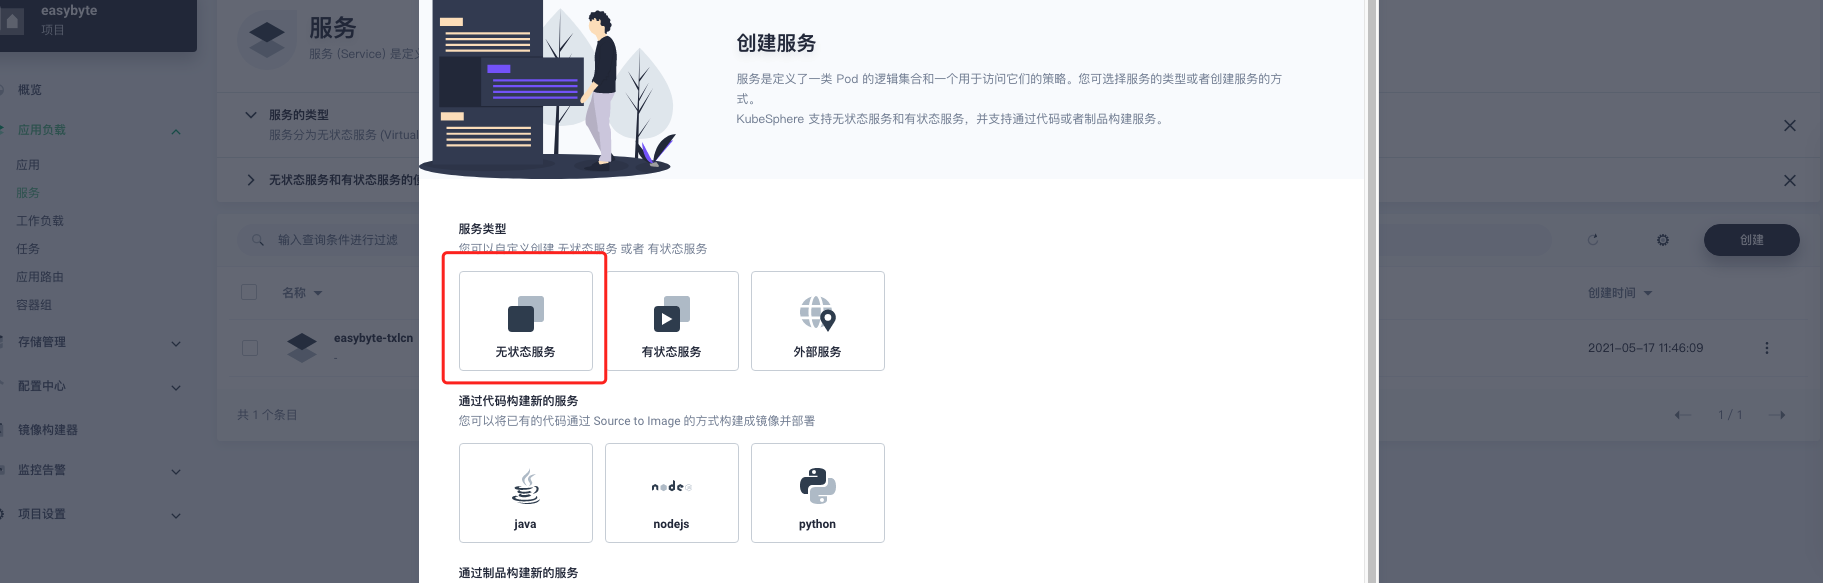 easybyte
项目
概览
应用负载
应用
服务
工作负载
任务
应用路由
容器组
存储管理
配置中心
镜像构建器
监控告警
项目设置
服务
服务 (Service) 是定
服务的类型
服务分为无状态服务 (Virtual
无状态服务和有状态服务的
输入查询条件进行过滤
创建
名称
创建时间
easybyte-txlcn
-
2021-05-17 11:46:09
共 1 个条目
1 / 1
创建服务
服务是定义了一类 Pod 的逻辑集合和一个用于访问它们的策略。您可选择服务的类型或者创建服务的方
式。
KubeSphere 支持无状态服务和有状态服务，并支持通过代码或者制品构建服务。
服务类型
您可以自定义创建 无状态服务 或者 有状态服务
无状态服务
有状态服务
外部服务
通过代码构建新的服务
您可以将已有的代码通过 Source to Image 的方式构建成镜像并部署
java
node
nodejs
python
通过制品构建新的服务